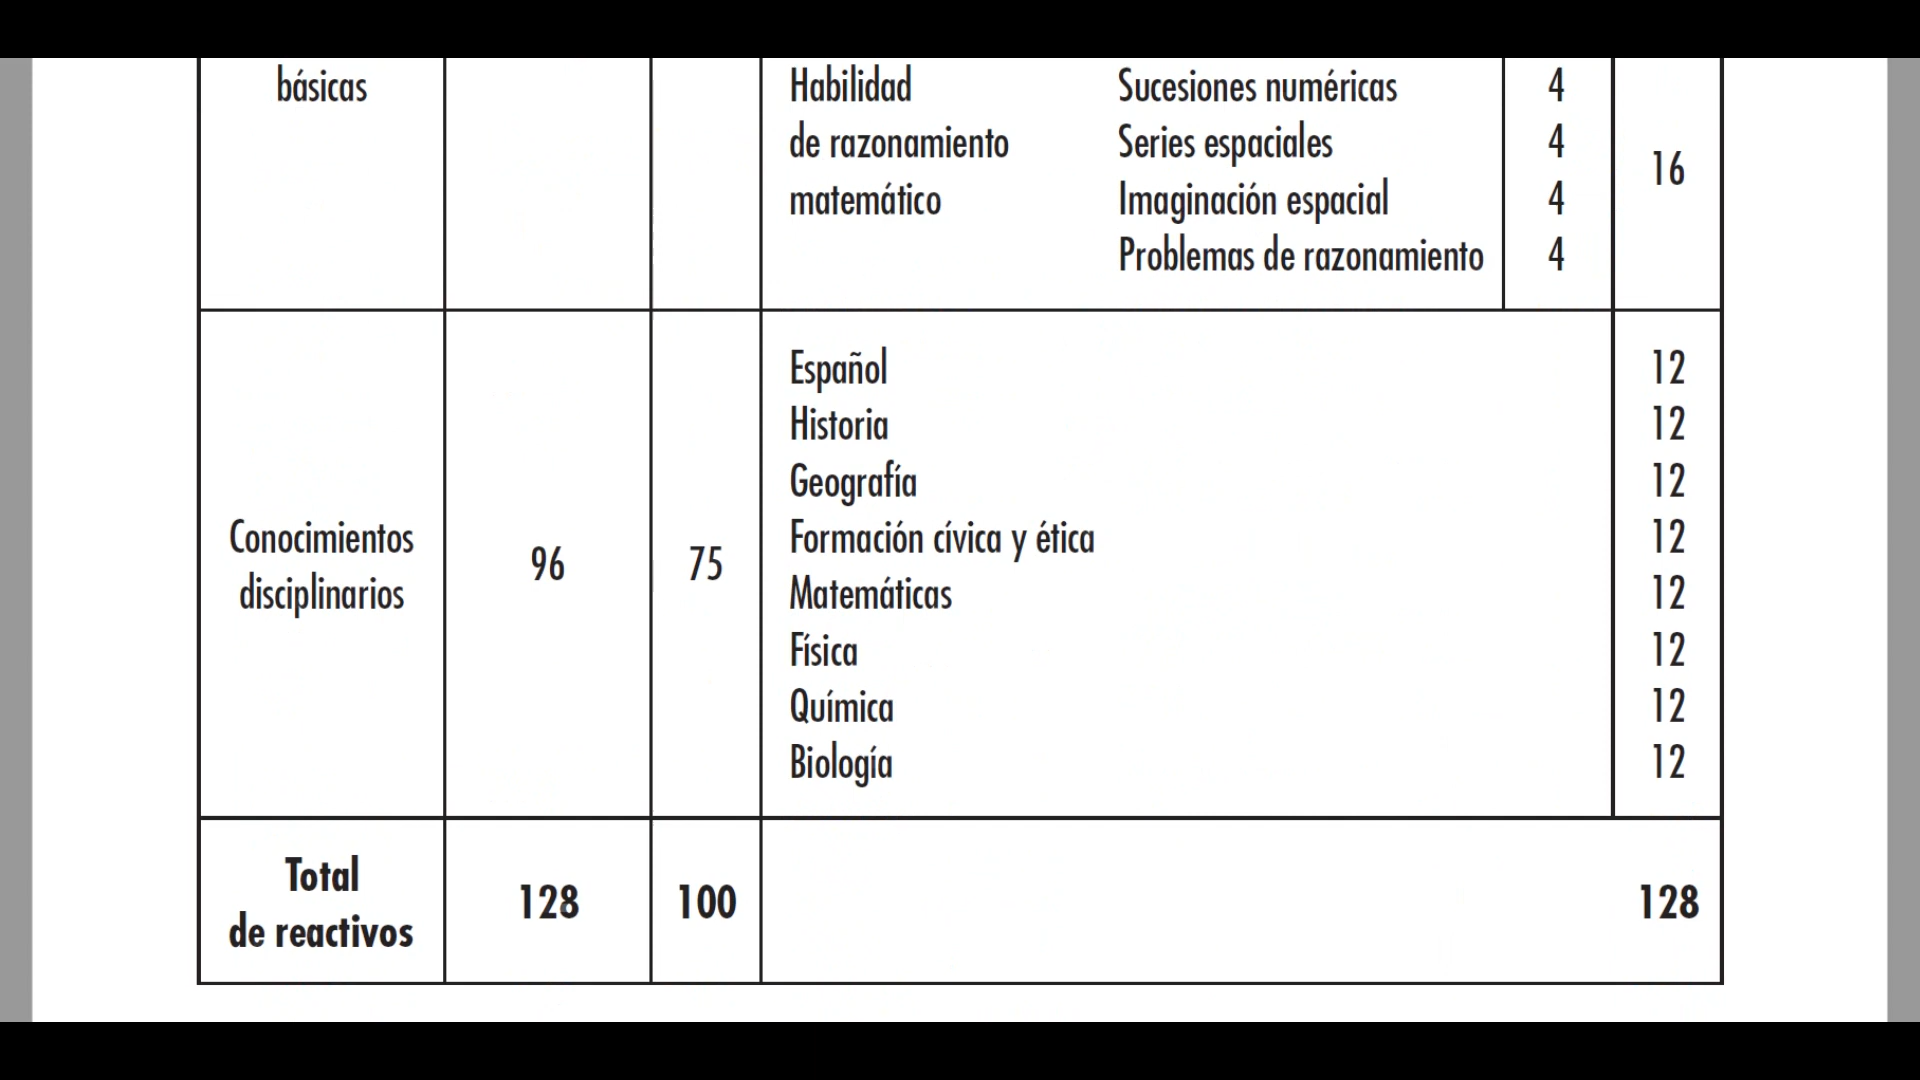 básicas
Habilidad Sucesiones numéricas 4
de razonamiento Series espaciales 4
matemático Imaginación espacial 4
Problemas de razonamiento 4
16
Español 12
Historia 12
Geografía 12
Conocimientos
disciplinarios
96
75
Formación cívica y ética 12
Matemáticas 12
Física 12
Química 12
Biología 12
Total
de reactivos
128
100
128